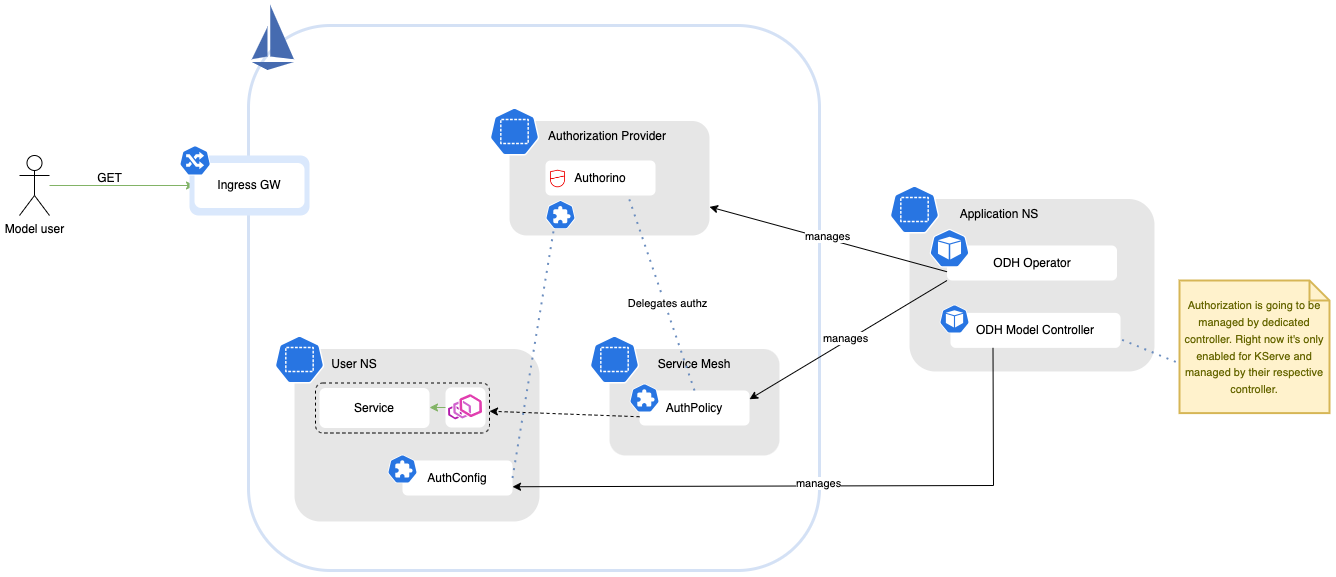 Authorization Provider
Authorino
GET
Ingress GW
Model user
Application NS
manages
ODH Operator
Delegates authz
ODH Model Controller
manages
Authorization is going to be
managed by dedicated
controller. Right now it's only
enabled for KServe and
managed by their respective
controller.
User NS
Service Mesh
Service
AuthPolicy
AuthConfig
manages